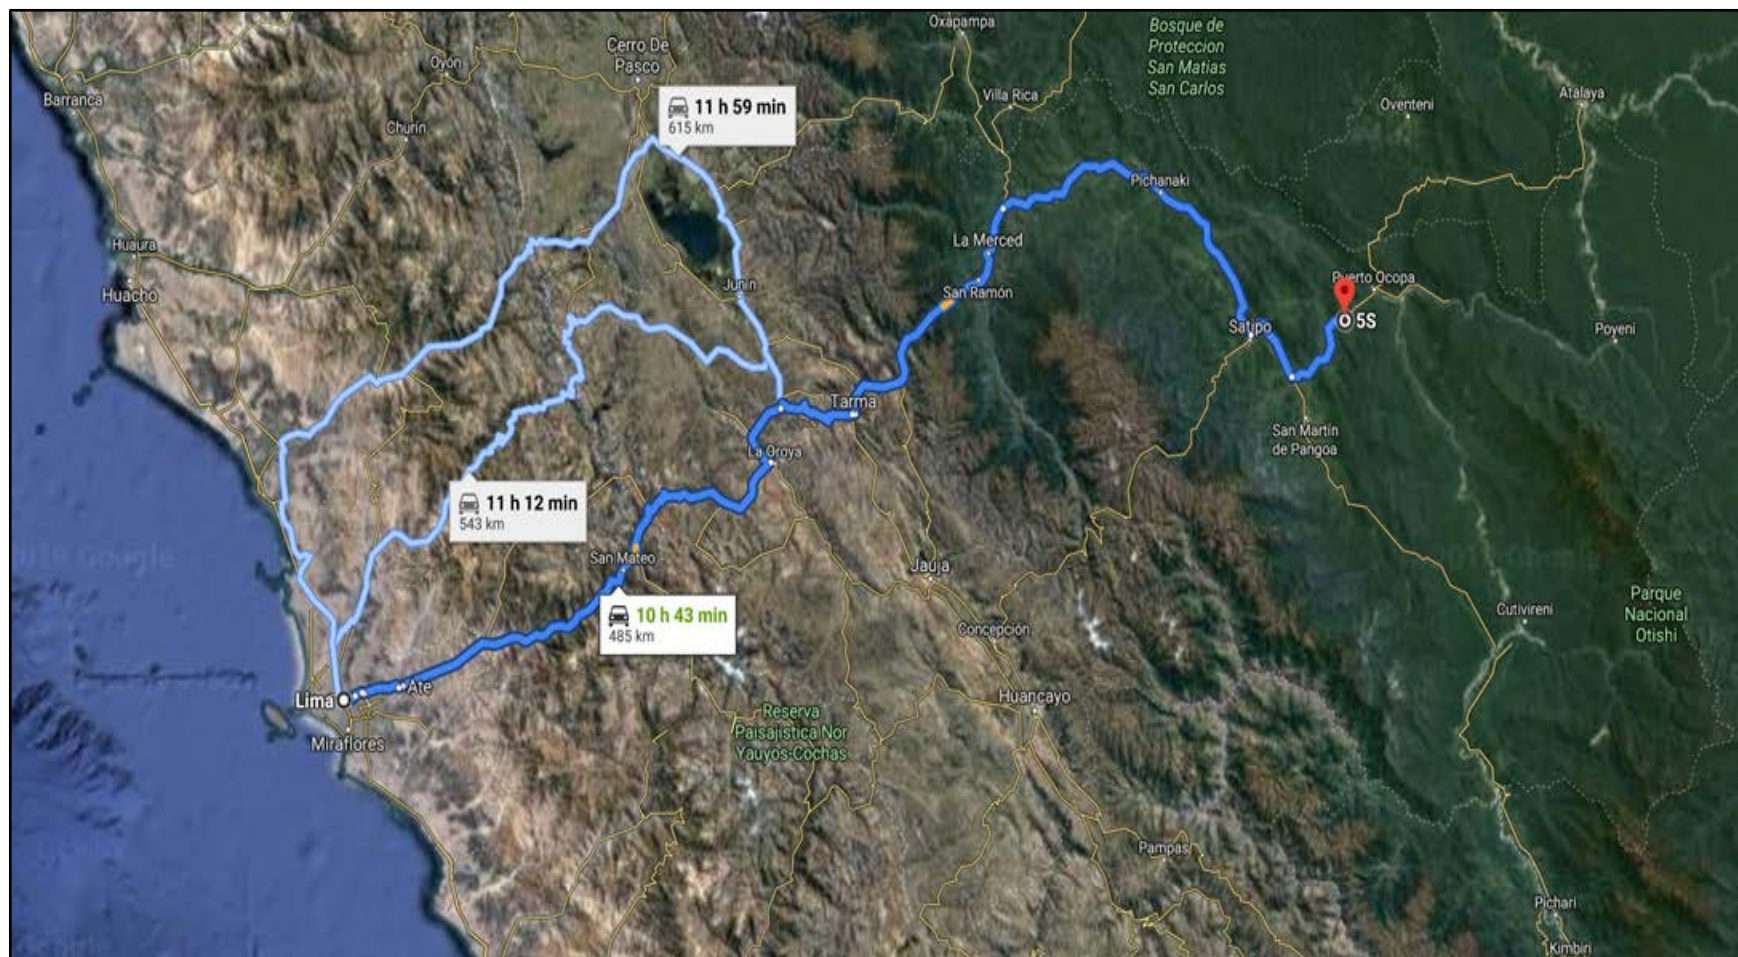 Oxapampa
Bosque de
Proteccion
San Matias
San Carlos
Cerro De
Pasco
Oyón
Barranca
Villa Rica
Oventeni
Atalaya
11 h 59 min
615 km
Churín
Pichanaki
Huaura
La Merced
Huacho
Junín
San Ramón
Puerto Ocopa
Satipo
5S
Poyeni
Tarma
San Martín
de Pangoa
La Oroya
11 h 12 min
543 km
2019 Google
San Mateo
Jauja
Parque
Nacional
Otishi
10 h 43 min
485 km
Cutivireni
Concepción
Lima
Ate
Huancayo
Miraflores
Reserva
Paisajística Nor
Yauyos-Cochas
Pampas
Pichari
Kimbiri
Google